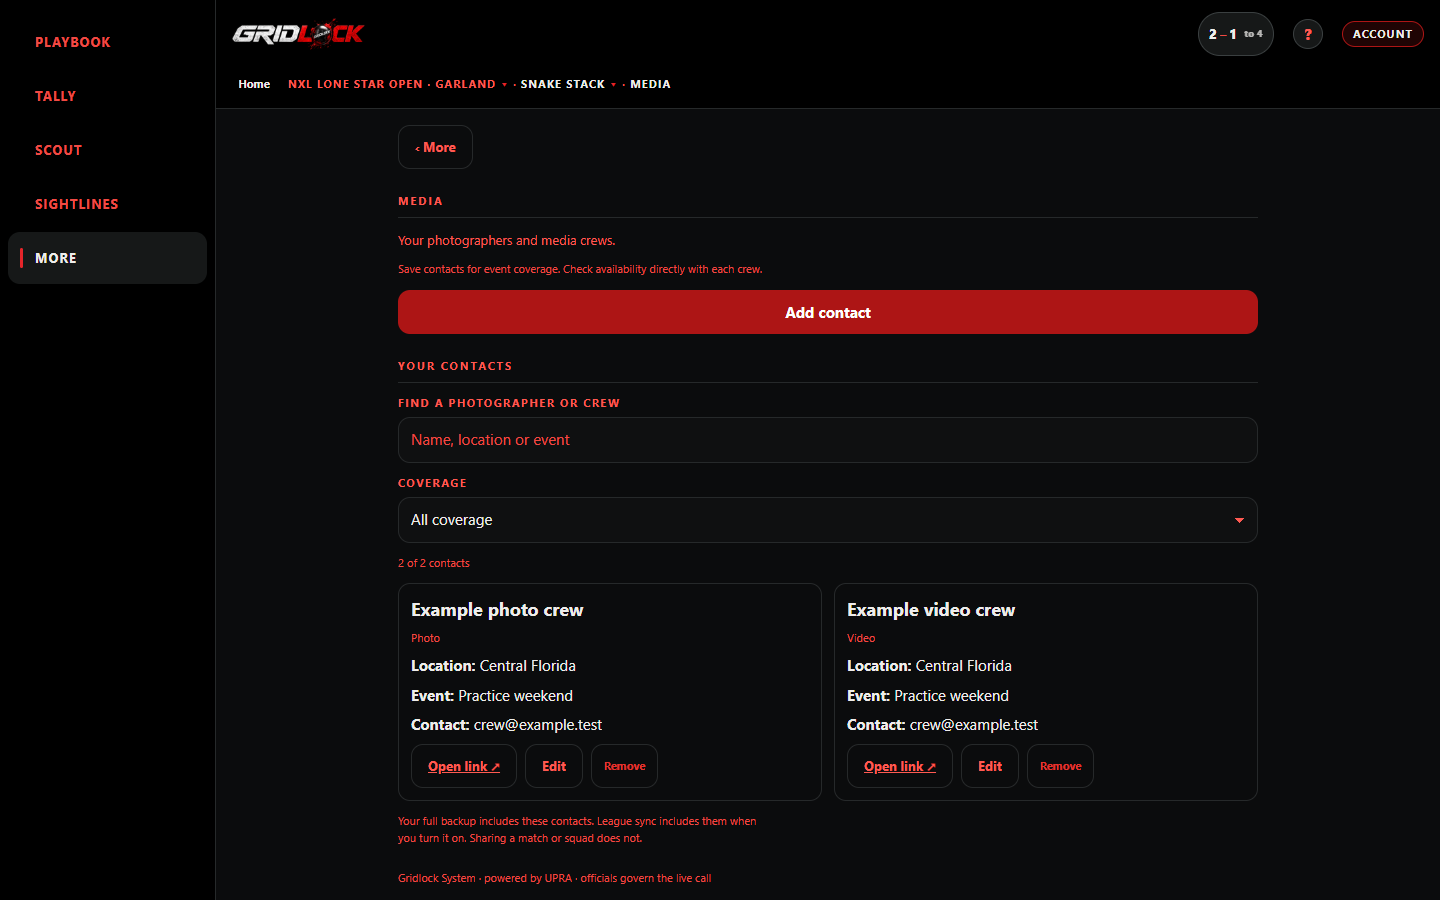 PLAYBOOK
TALLY
SCOUT
SIGHTLINES
MORE
GRIDLOCK
2 – 1 to 4
?
ACCOUNT
Home
NXL LONE STAR OPEN · GARLAND ▾ · SNAKE STACK ▾ · MEDIA
‹ More
MEDIA
Your photographers and media crews.
Save contacts for event coverage. Check availability directly with each crew.
Add contact
YOUR CONTACTS
FIND A PHOTOGRAPHER OR CREW
Name, location or event
COVERAGE
All coverage
2 of 2 contacts
Example photo crew
Photo
Location: Central Florida
Event: Practice weekend
Contact: crew@example.test
Open link ↗
Edit
Remove
Example video crew
Video
Location: Central Florida
Event: Practice weekend
Contact: crew@example.test
Open link ↗
Edit
Remove
Your full backup includes these contacts. League sync includes them when
you turn it on. Sharing a match or squad does not.
Gridlock System · powered by UPRA · officials govern the live call